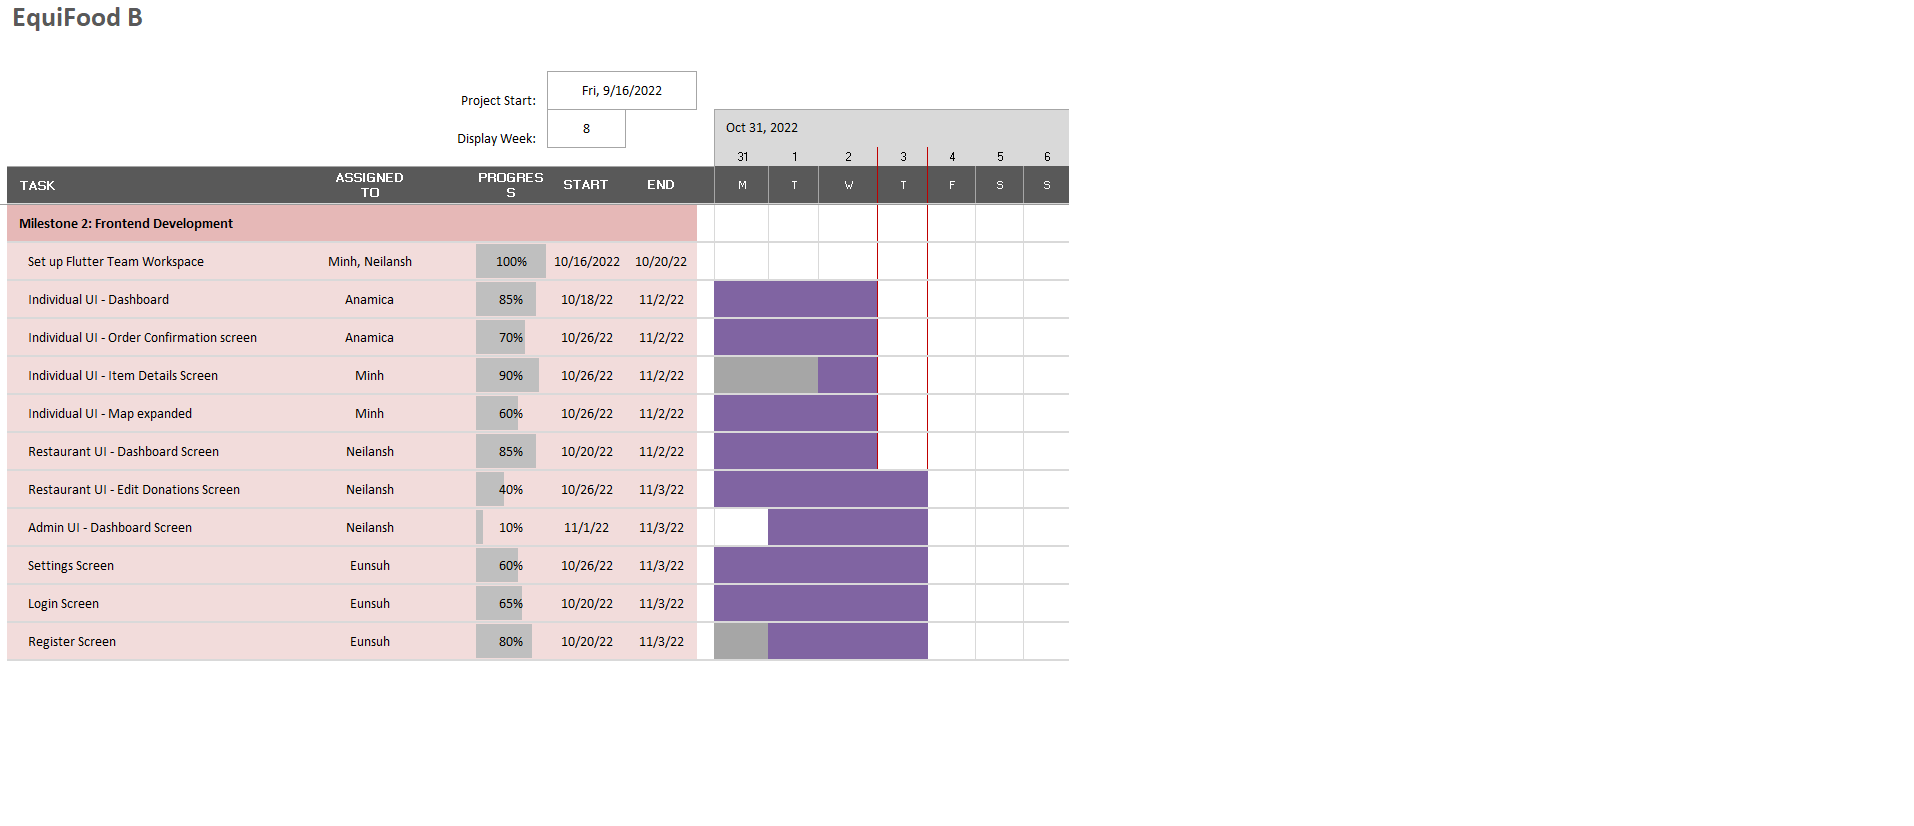 EquiFood B
Project Start: Fri, 9/16/2022
Display Week: 8
Oct 31, 2022
31 1 2 3 4 5 6
TASK ASSIGNED TO PROGRESS START END M T W T F S S
Milestone 2: Frontend Development
Set up Flutter Team Workspace Minh, Neilansh 100% 10/16/2022 10/20/22
Individual UI - Dashboard Anamica 85% 10/18/22 11/2/22
Individual UI - Order Confirmation screen Anamica 70% 10/26/22 11/2/22
Individual UI - Item Details Screen Minh 90% 10/26/22 11/2/22
Individual UI - Map expanded Minh 60% 10/26/22 11/2/22
Restaurant UI - Dashboard Screen Neilansh 85% 10/20/22 11/2/22
Restaurant UI - Edit Donations Screen Neilansh 40% 10/26/22 11/3/22
Admin UI - Dashboard Screen Neilansh 10% 11/1/22 11/3/22
Settings Screen Eunsuh 60% 10/26/22 11/3/22
Login Screen Eunsuh 65% 10/20/22 11/3/22
Register Screen Eunsuh 80% 10/20/22 11/3/22